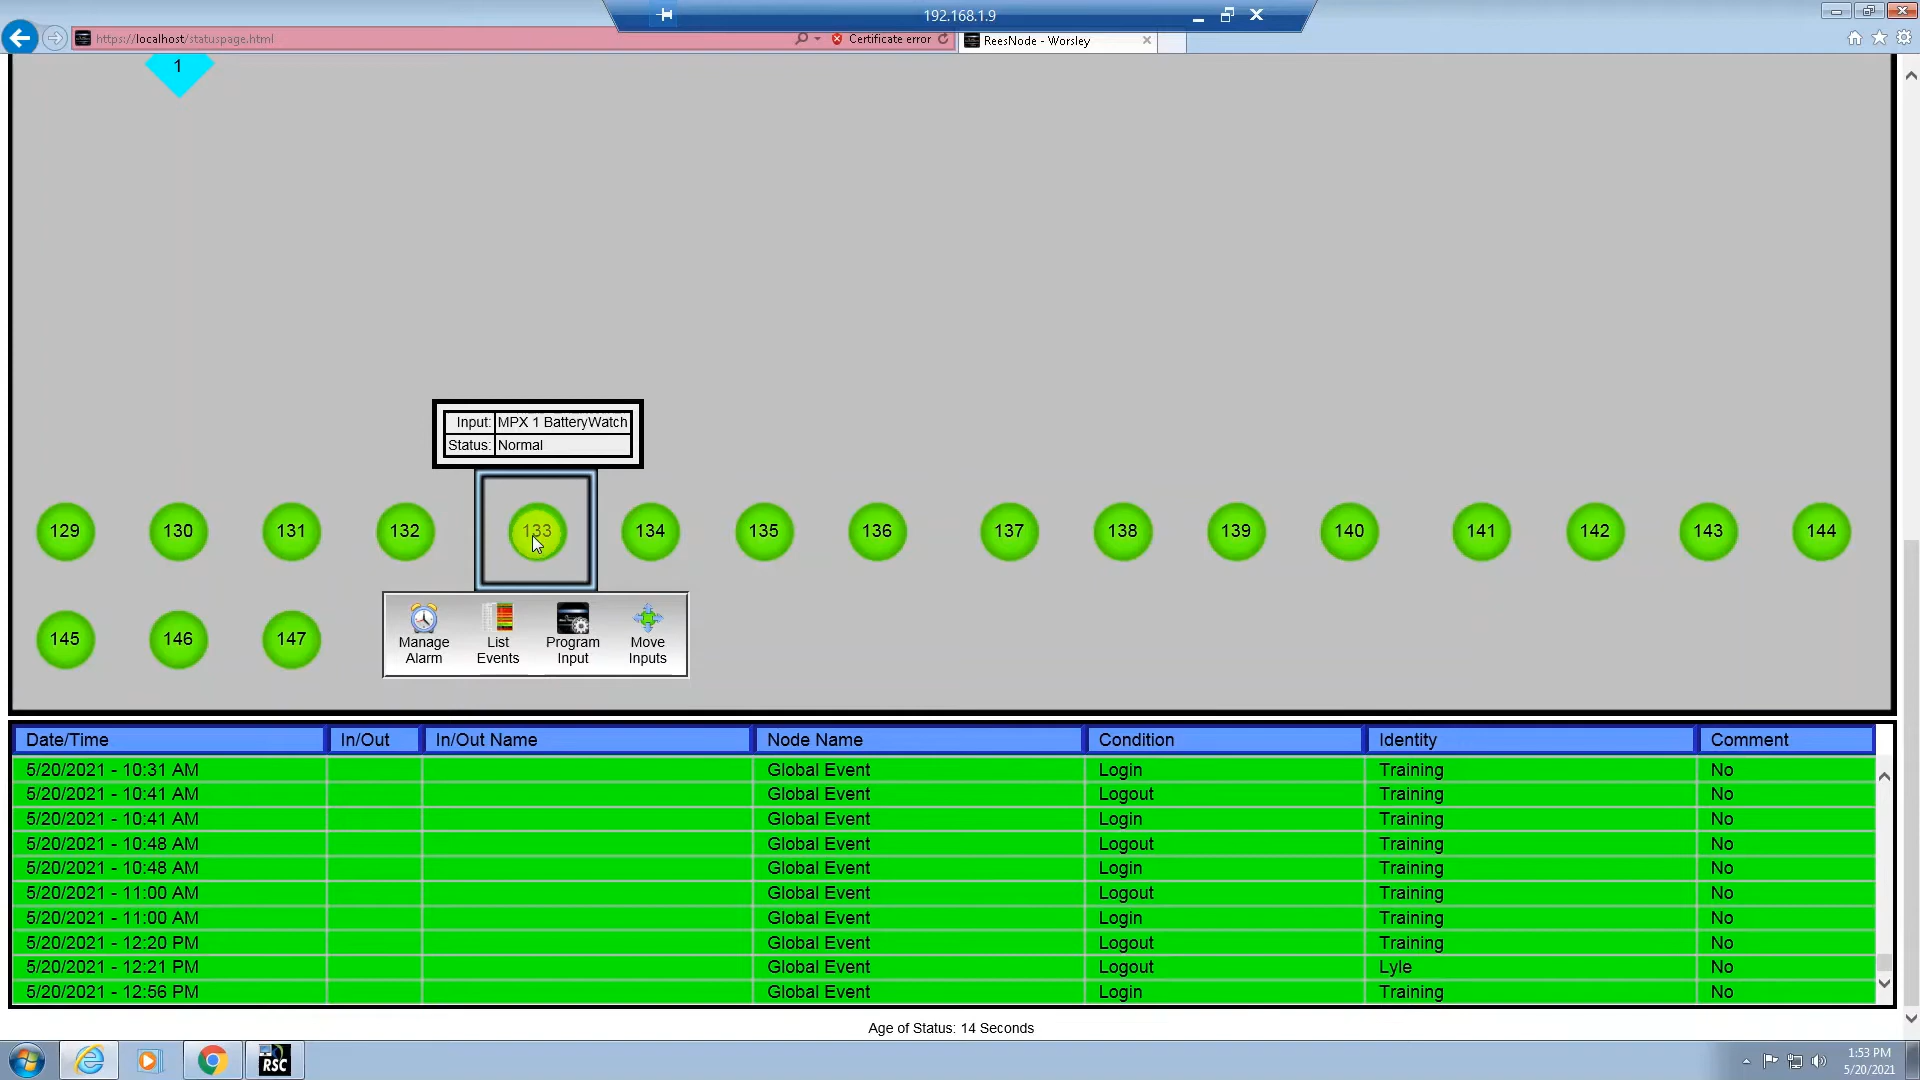 192.168.1.9
https://localhost/statuspage.html
Certificate error
ReesNode - Worsley
1
Input: MPX 1 BatteryWatch
Status: Normal
129 130 131 132 133 134 135 136 137 138 139 140 141 142 143 144
145 146 147
Manage Alarm
List Events
Program Input
Move Inputs
Date/Time In/Out In/Out Name Node Name Condition Identity Comment
5/20/2021 - 10:31 AM Global Event Login Training No
5/20/2021 - 10:41 AM Global Event Logout Training No
5/20/2021 - 10:41 AM Global Event Login Training No
5/20/2021 - 10:48 AM Global Event Logout Training No
5/20/2021 - 10:48 AM Global Event Login Training No
5/20/2021 - 11:00 AM Global Event Logout Training No
5/20/2021 - 11:00 AM Global Event Login Training No
5/20/2021 - 12:20 PM Global Event Logout Training No
5/20/2021 - 12:21 PM Global Event Logout Lyle No
5/20/2021 - 12:56 PM Global Event Login Training No
Age of Status: 14 Seconds
RSC
1:53 PM
5/20/2021